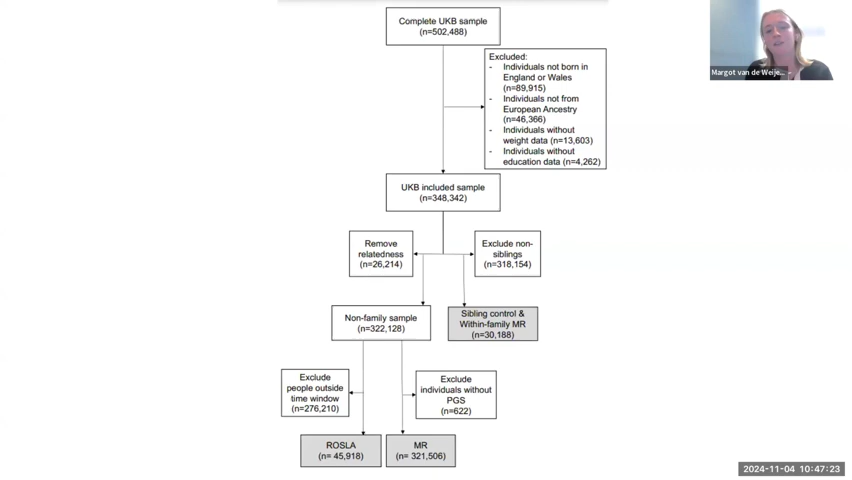 Complete UKB sample
(n=502,488)
Excluded:
- Individuals not born in
England or Wales
(n=89,915)
- Individuals not from
European Ancestry
(n=46,366)
- Individuals without
weight data (n=13,603)
- Individuals without
education data (n=4,262)
UKB included sample
(n=348,342)
Remove
relatedness
(n=26,214)
Exclude non-
siblings
(n=318,154)
Non-family sample
(n=322,128)
Sibling control &
Within-family MR
(n=30,188)
Exclude
people outside
time window
(n=276,210)
Exclude
individuals without
PGS
(n=622)
ROSLA
(n= 45,918)
MR
(n= 321,506)
Margot van de Weije...
2024-11-04 10:47:23